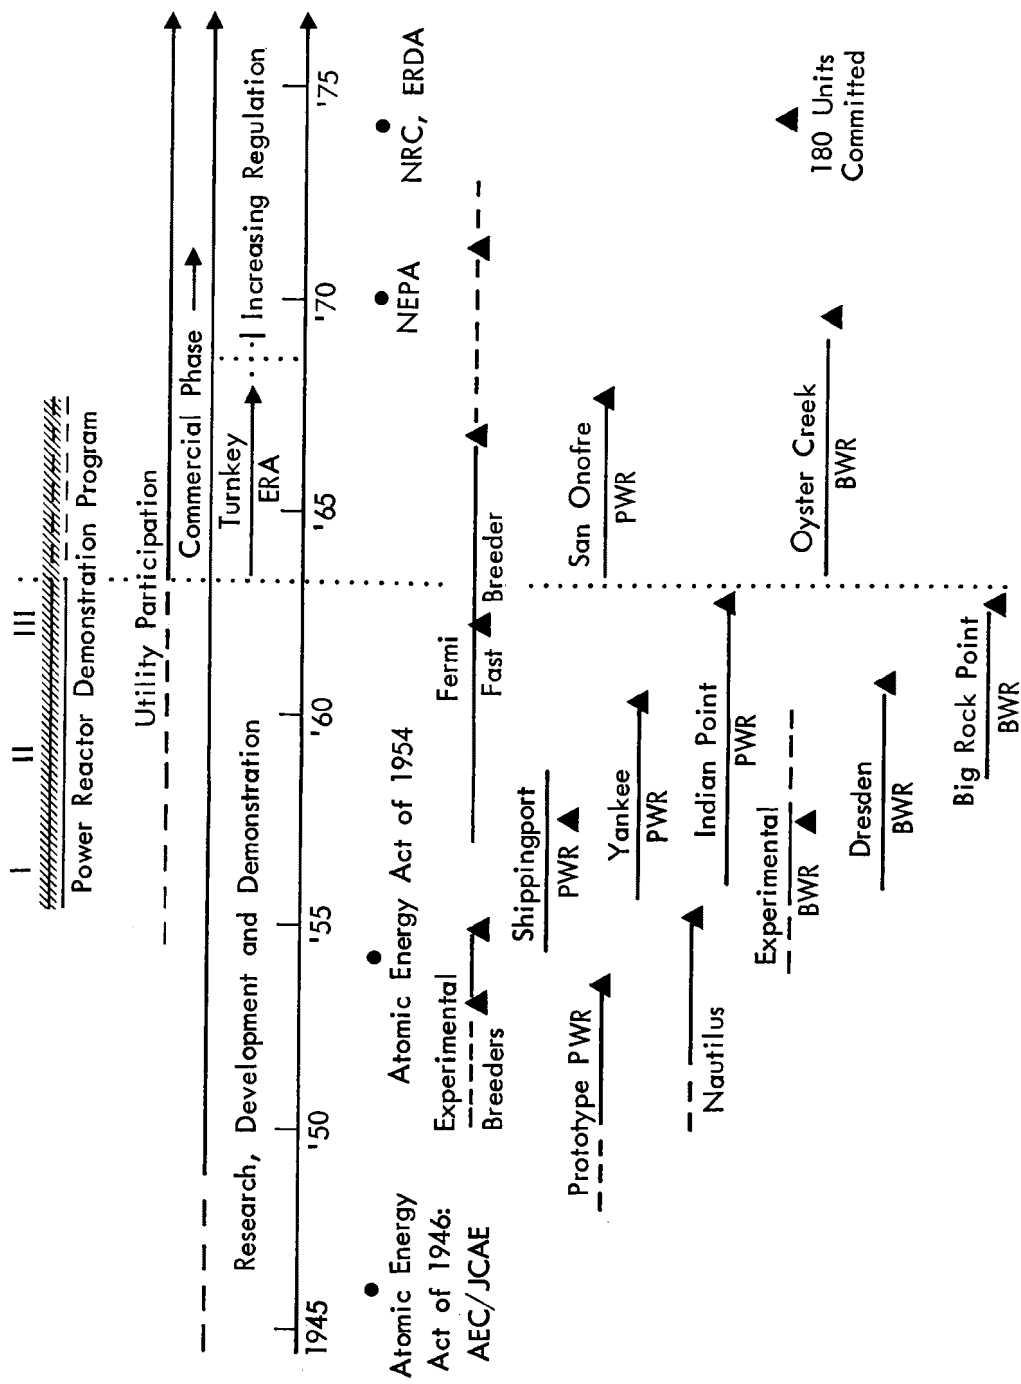 I II III
Power Reactor Demonstration Program
Utility Participation
Commercial Phase
Research, Development and Demonstration
Turnkey
ERA
Increasing Regulation
1945 '50 '55 '60 '65 '70 '75
Atomic Energy
Act of 1946:
AEC/JCAE
Atomic Energy Act of 1954
NEPA
NRC, ERDA
Experimental
Breeders
Fermi
Fast Breeder
Shippingport
PWR
Prototype PWR
Yankee
PWR
San Onofre
PWR
Nautilus
Indian Point
PWR
Experimental
BWR
Oyster Creek
BWR
180 Units
Committed
Dresden
BWR
Big Rock Point
BWR